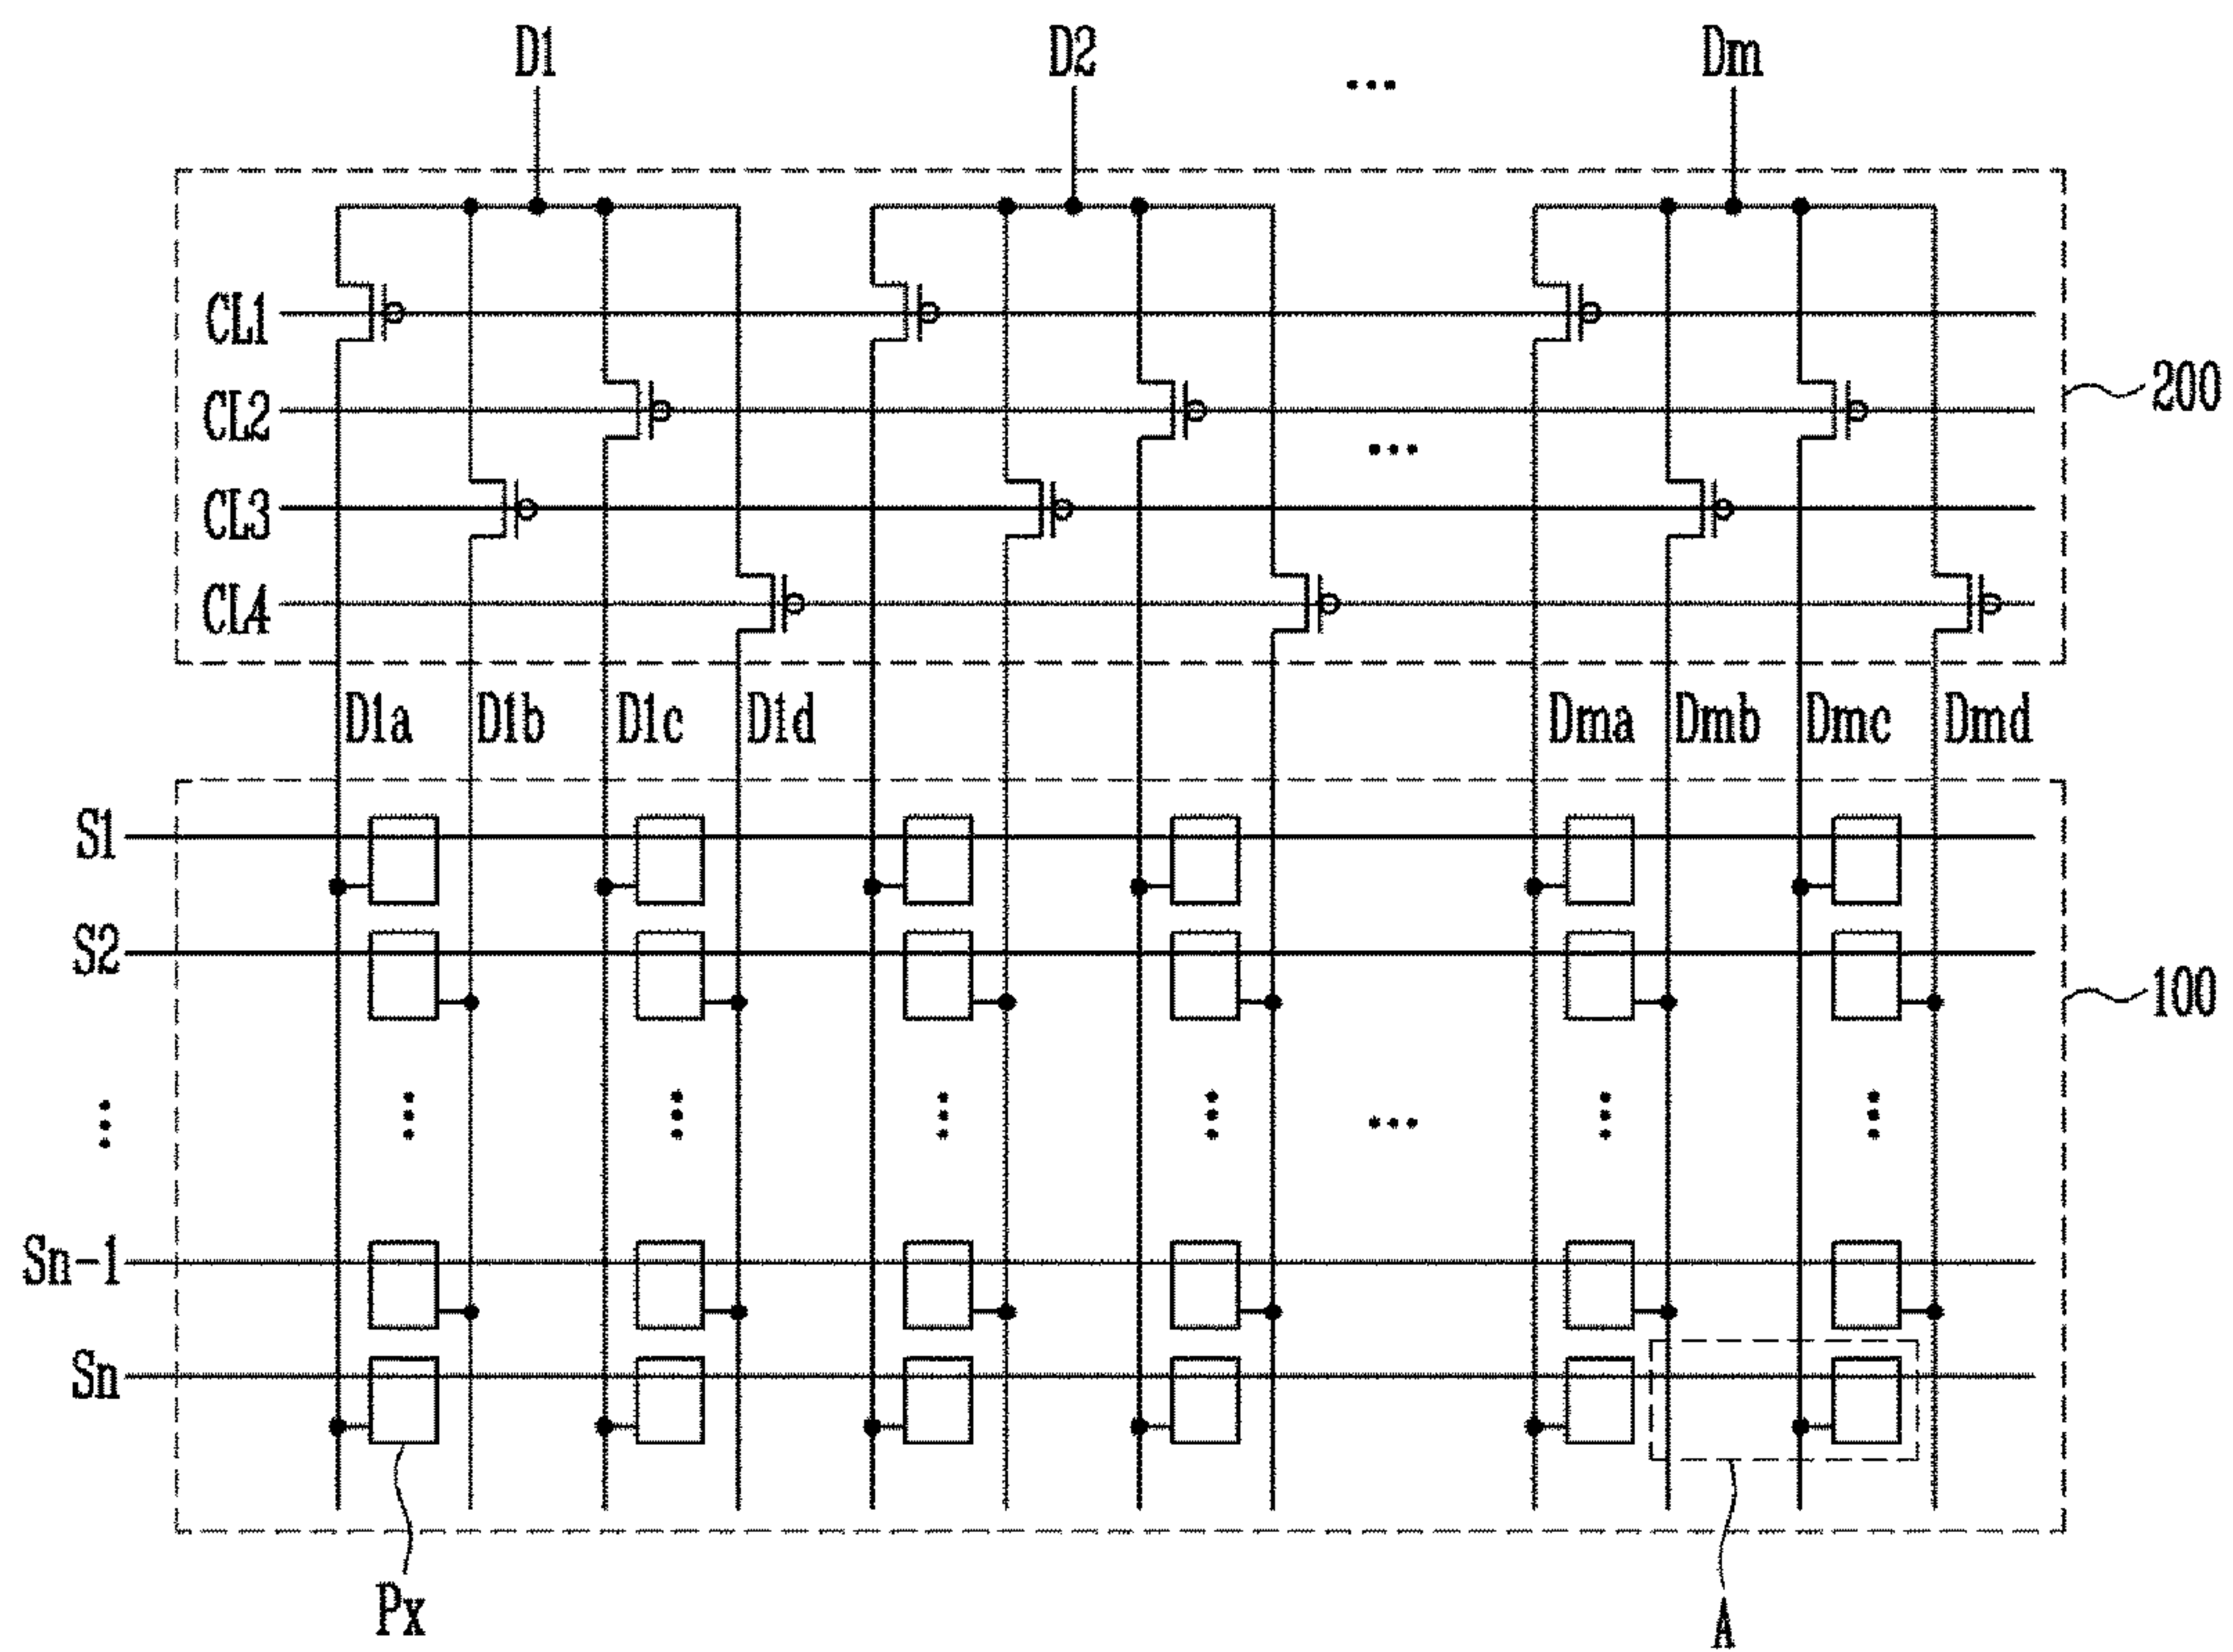 D1 D2 ... Dm
CL1
CL2
200
...
CL3
CL4
D1a D1b D1c D1d Dma Dmb Dmc Dmd
S1
S2
100
...
Sn-1
Sn
Px
A